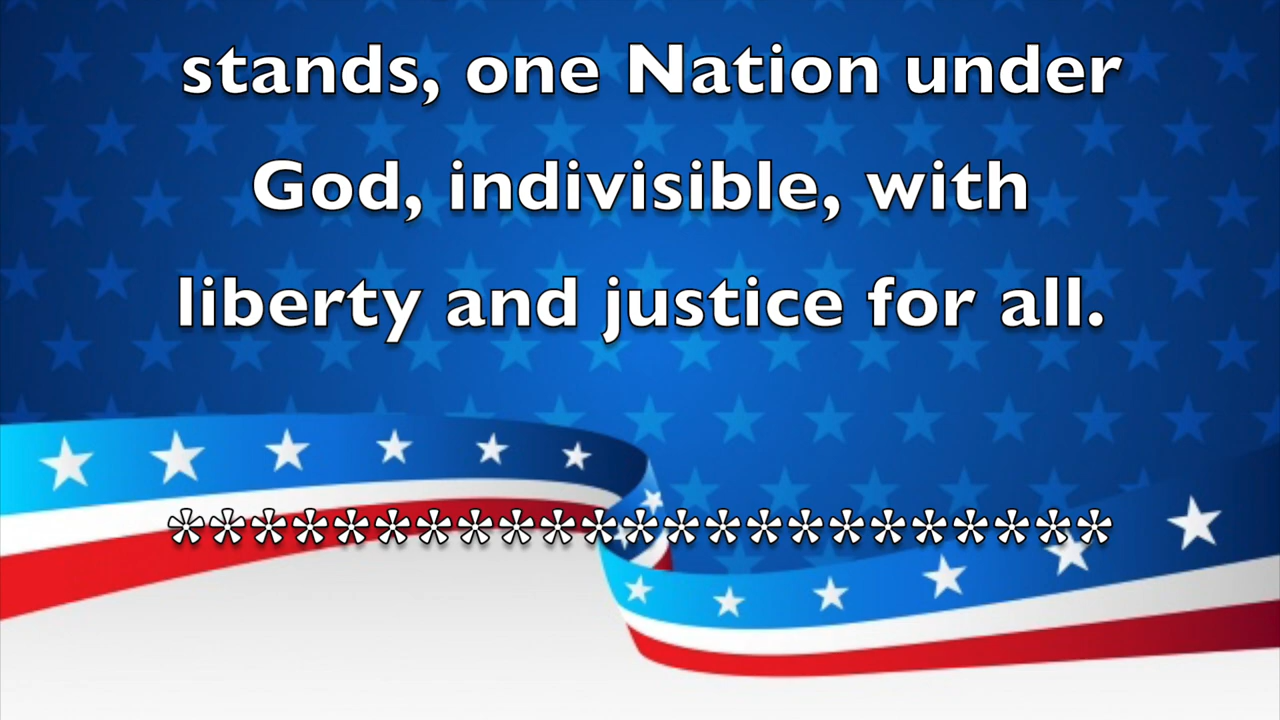 stands, one Nation under
God, indivisible, with
liberty and justice for all.
***********************